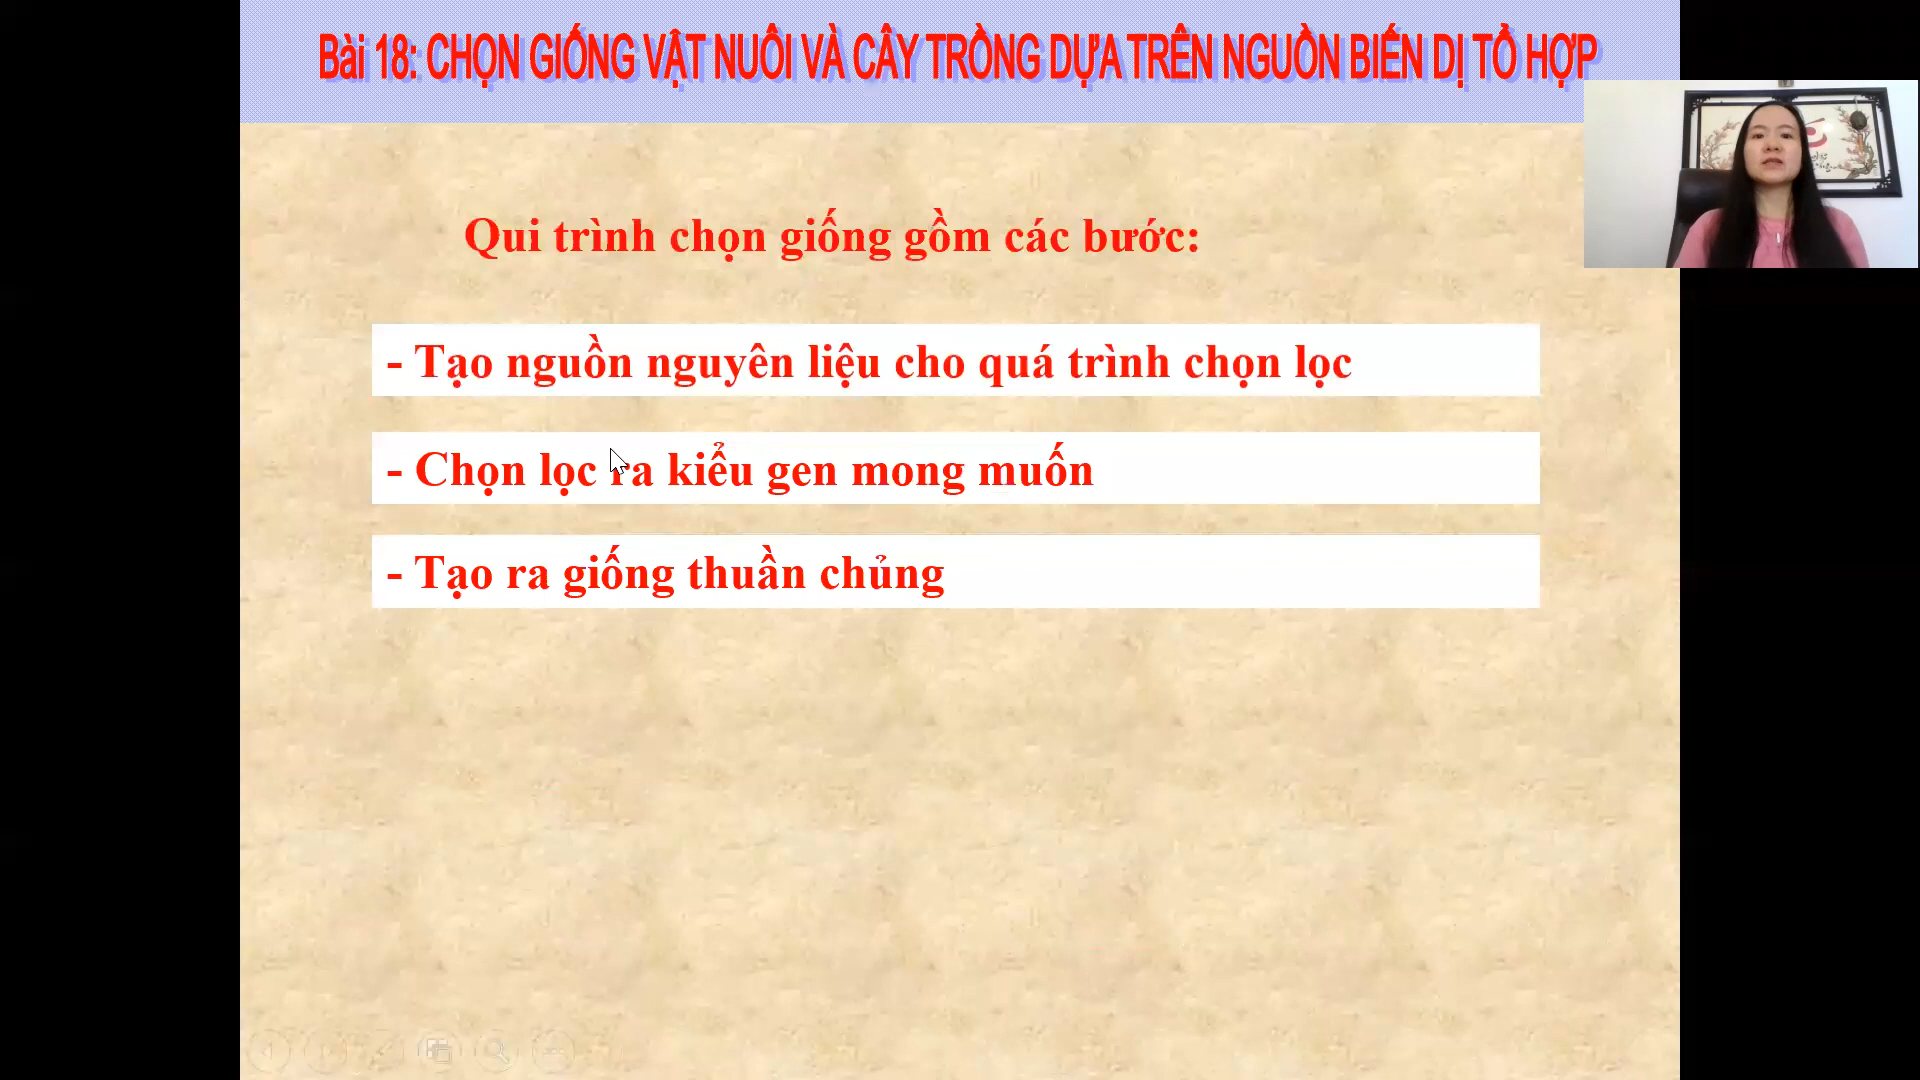 Bài 18: CHỌN GIỐNG VẬT NUÔI VÀ CÂY TRỒNG DỰA TRÊN NGUỒN BIẾN DỊ TỔ HỢP
Qui trình chọn giống gồm các bước:
- Tạo nguồn nguyên liệu cho quá trình chọn lọc
- Chọn lọc ra kiểu gen mong muốn
- Tạo ra giống thuần chủng